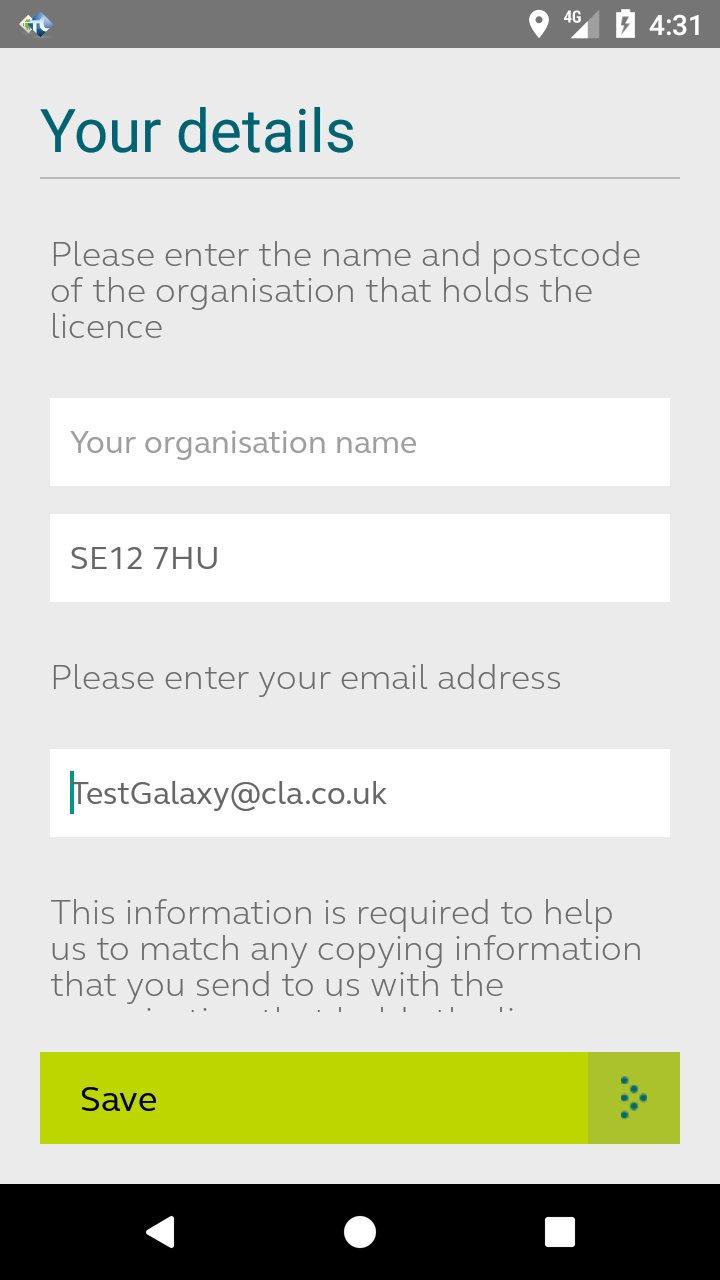 4G 4:31
Your details
Please enter the name and postcode
of the organisation that holds the
licence
Your organisation name
SE12 7HU
Please enter your email address
TestGalaxy@cla.co.uk
This information is required to help
us to match any copying information
that you send to us with the
Save